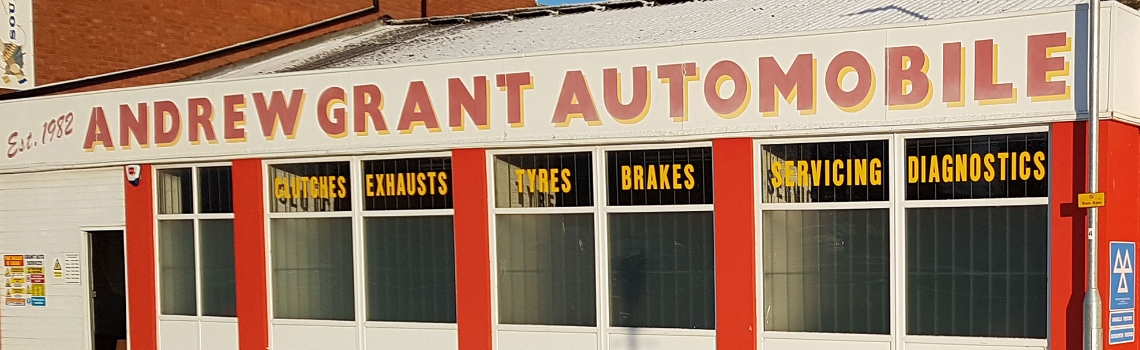 Est. 1982 ANDREW GRANT AUTOMOBILE
CLUTCHES EXHAUSTS TYRES BRAKES SERVICING DIAGNOSTICS